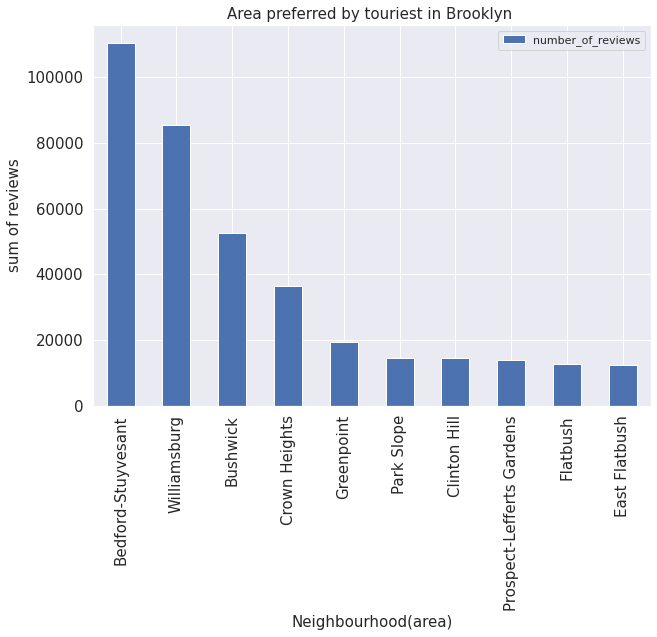 Area preferred by touriest in Brooklyn
number_of_reviews
sum of reviews
100000
80000
60000
40000
20000
0
Bedford-Stuyvesant
Williamsburg
Bushwick
Crown Heights
Greenpoint
Park Slope
Clinton Hill
Prospect-Lefferts Gardens
Flatbush
East Flatbush
Neighbourhood(area)